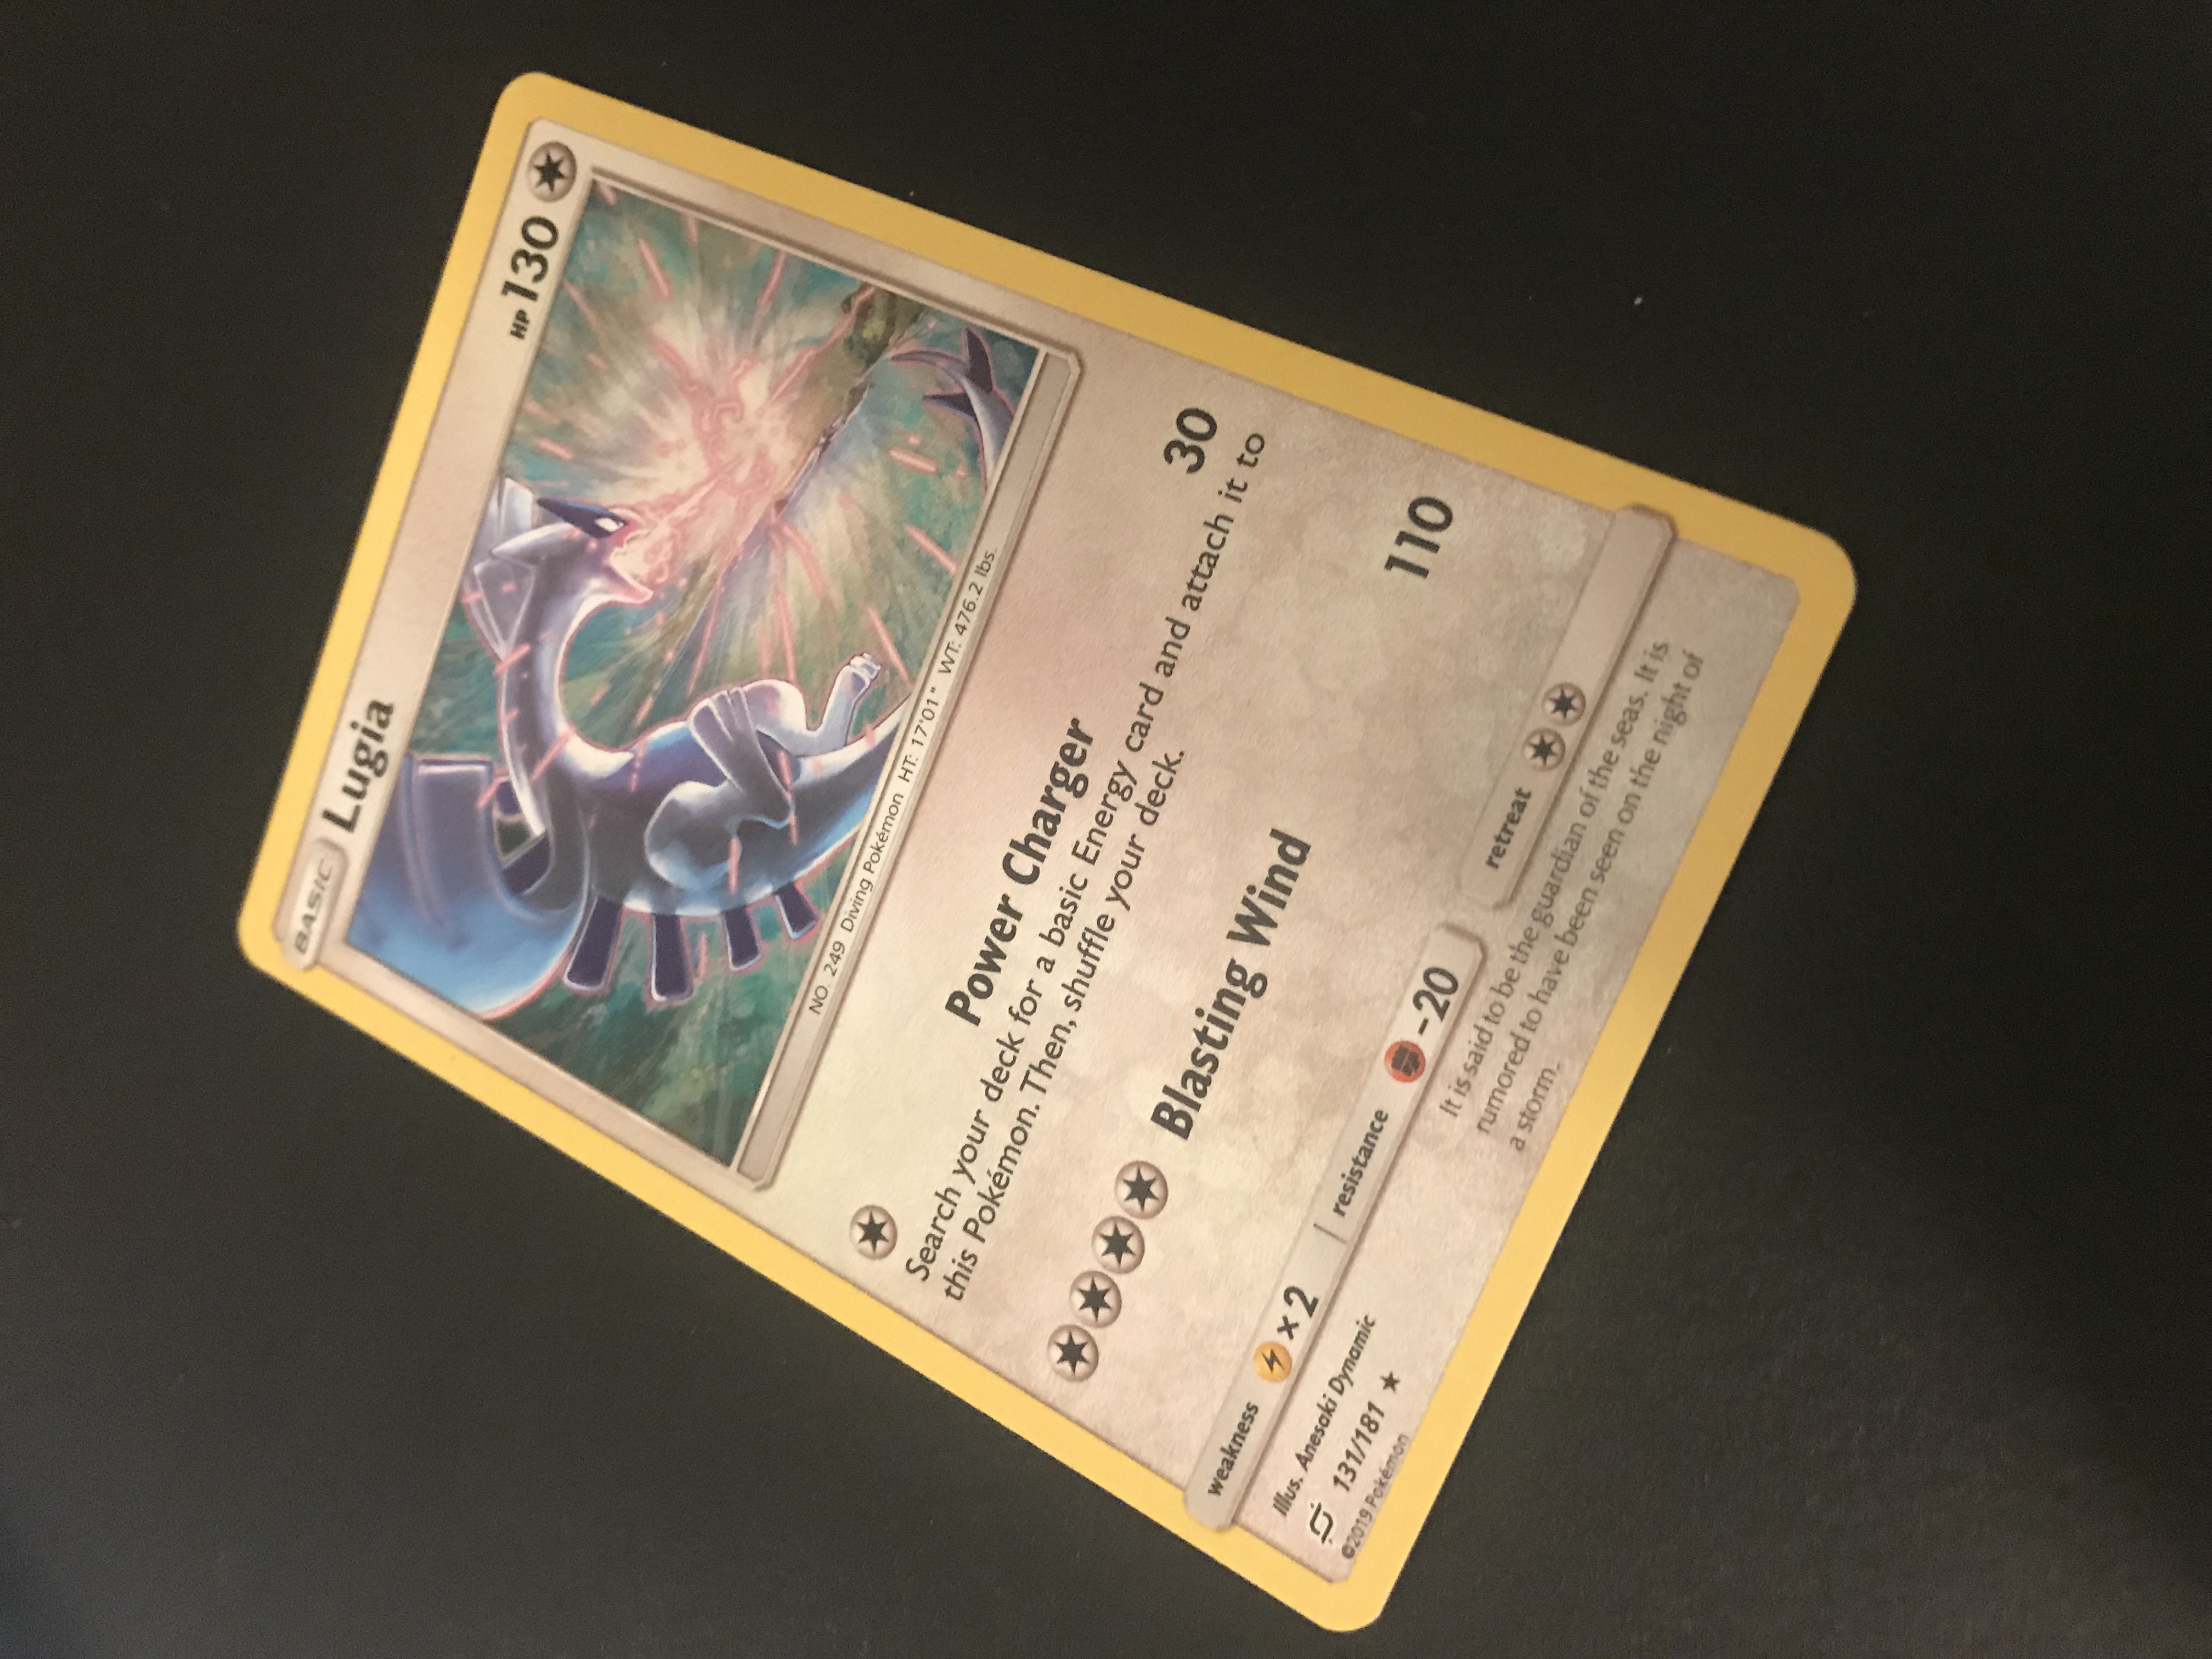 BASIC Lugia HP 130
NO. 249 Diving Pokémon HT: 17'01" WT: 476.2 lbs.
Power Charger 30
Search your deck for a basic Energy card and attach it to
this Pokémon. Then, shuffle your deck.
Blasting Wind 110
weakness ×2 resistance -20 retreat
Illus. Anesaki Dynamic
131/181 ★
©2019 Pokémon
It is said to be the guardian of the seas. It is
rumored to have been seen on the night of
a storm.